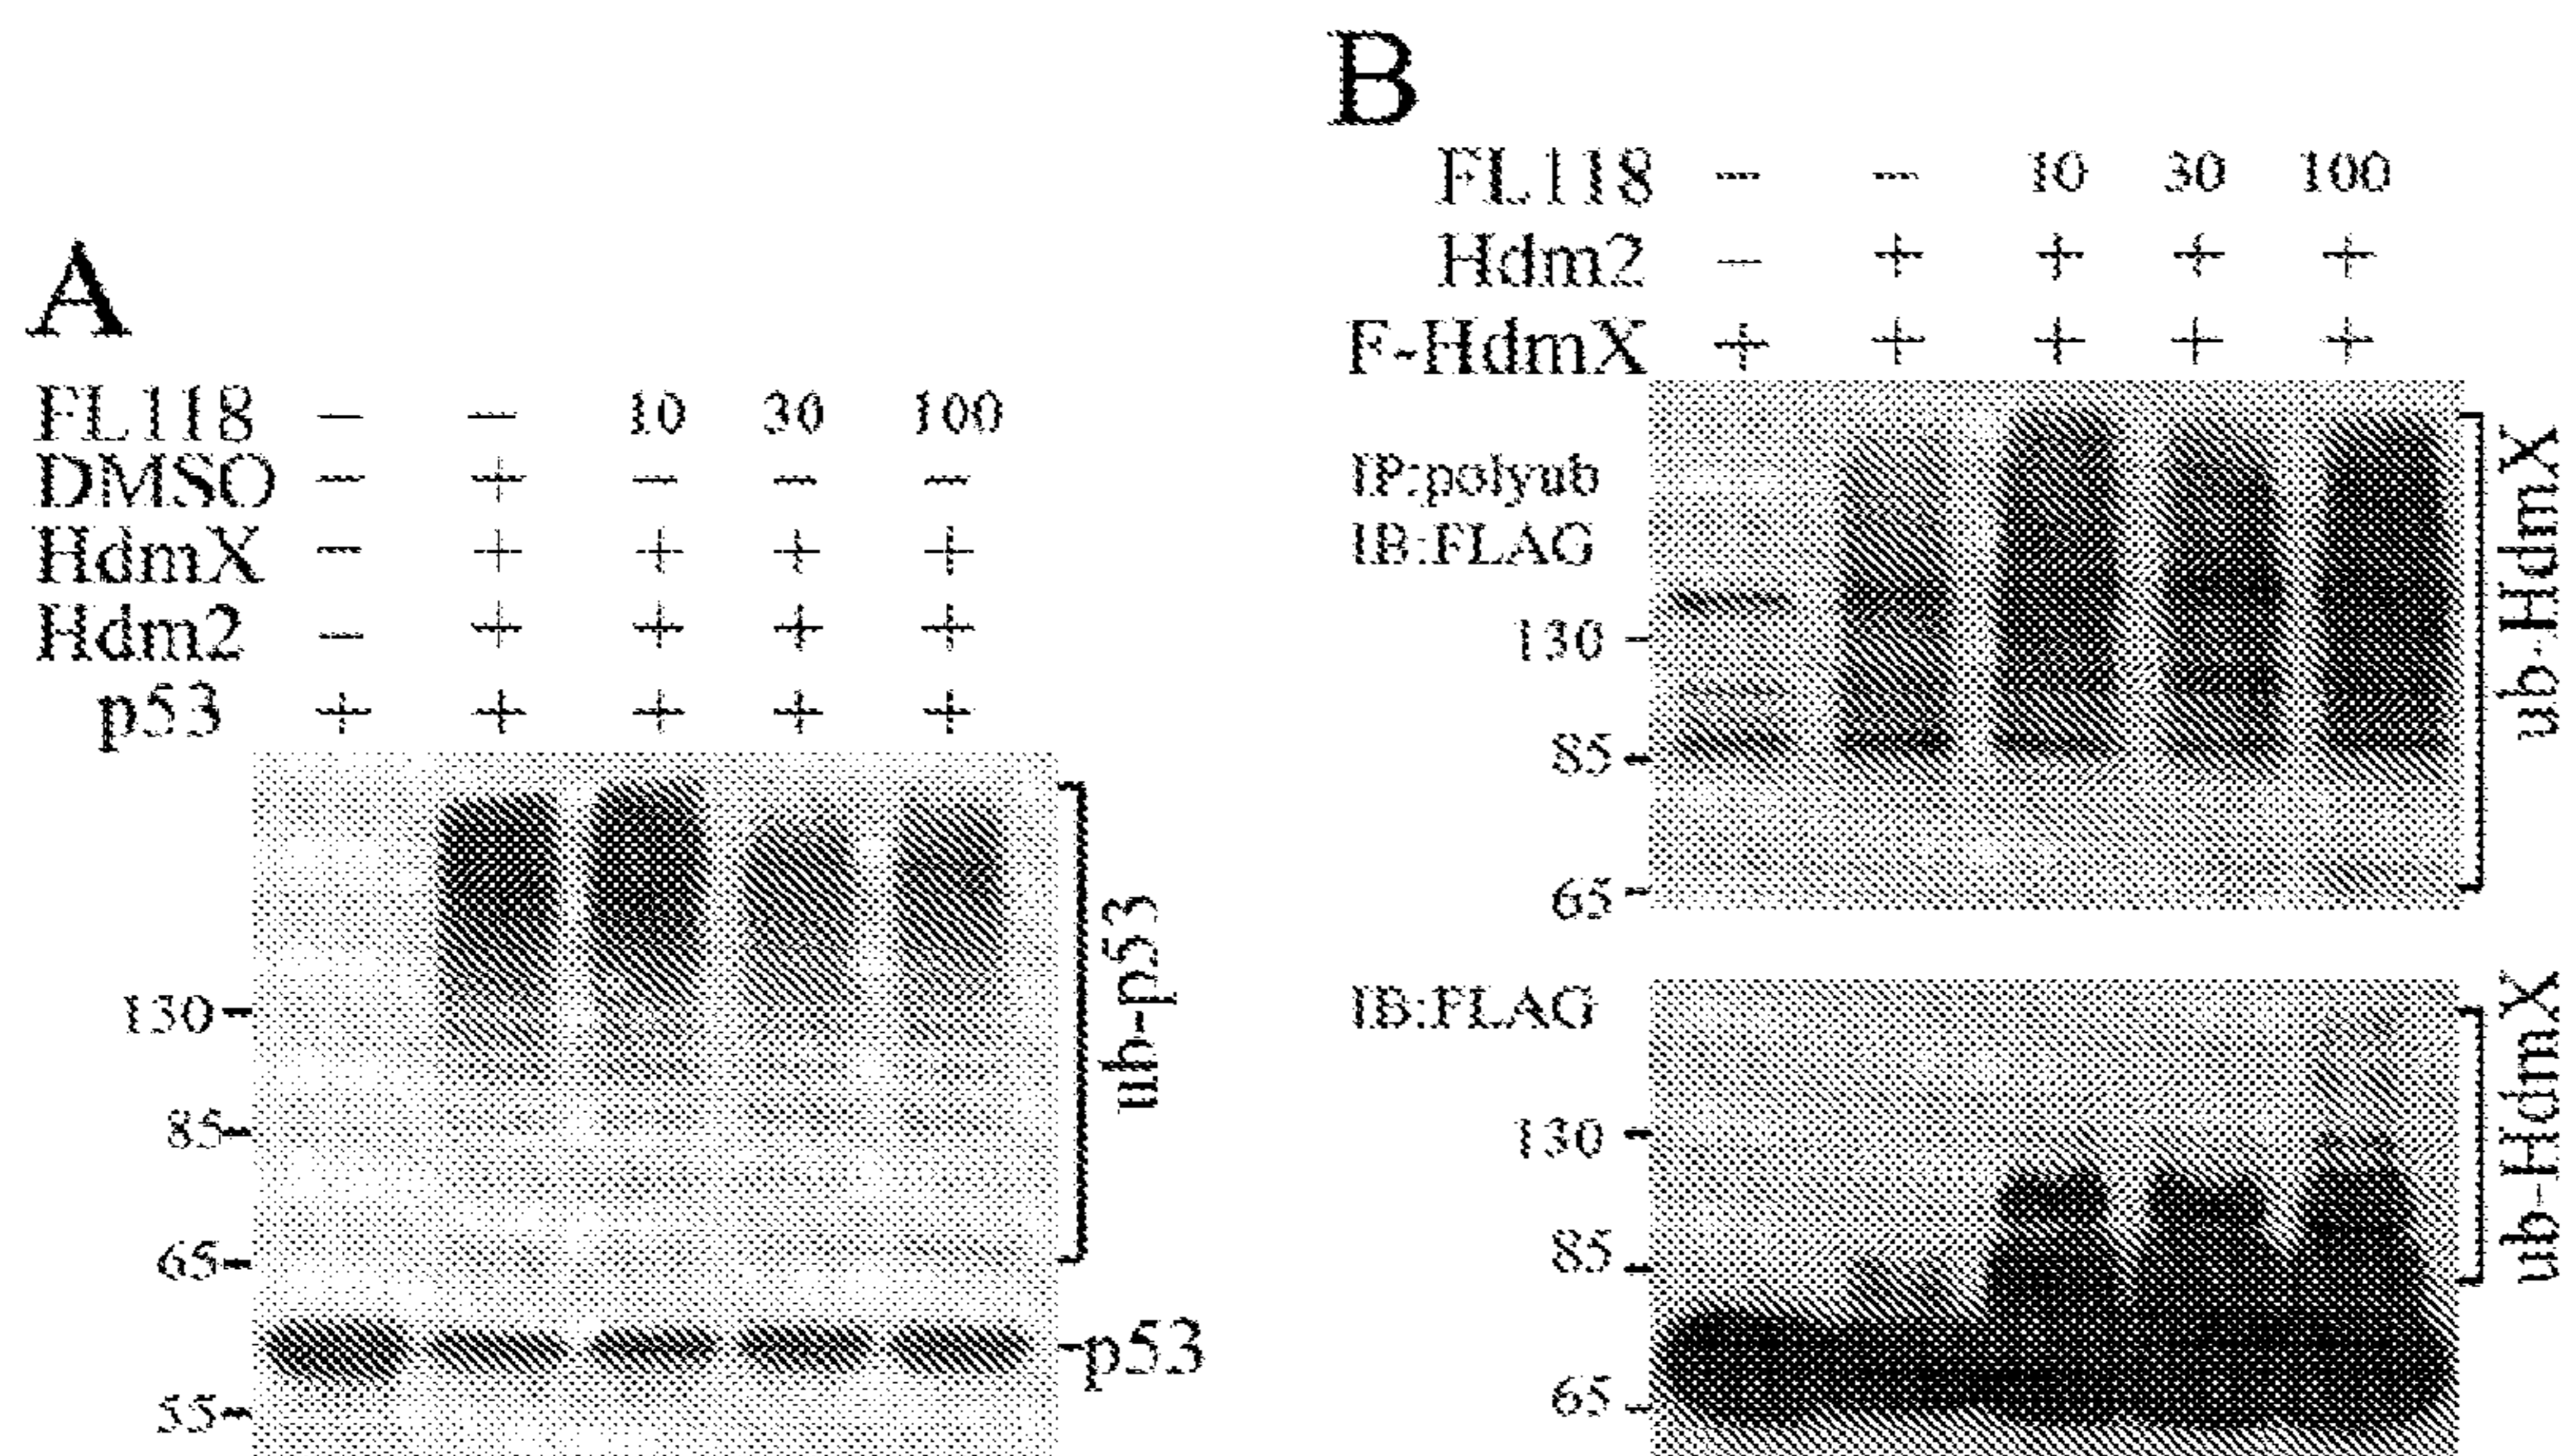 A
FL118 – – 10 30 100
DMSO – + – – –
HdmX – + + + +
Hdm2 – + + + +
p53 + + + + +
130
85
65
55
ub-p53
p53
B
FL118 – – 10 30 100
Hdm2 – + + + +
F-HdmX + + + + +
IP:polyub
IB:FLAG
130
85
65
ub-HdmX
IB:FLAG
130
85
65
ub-HdmX